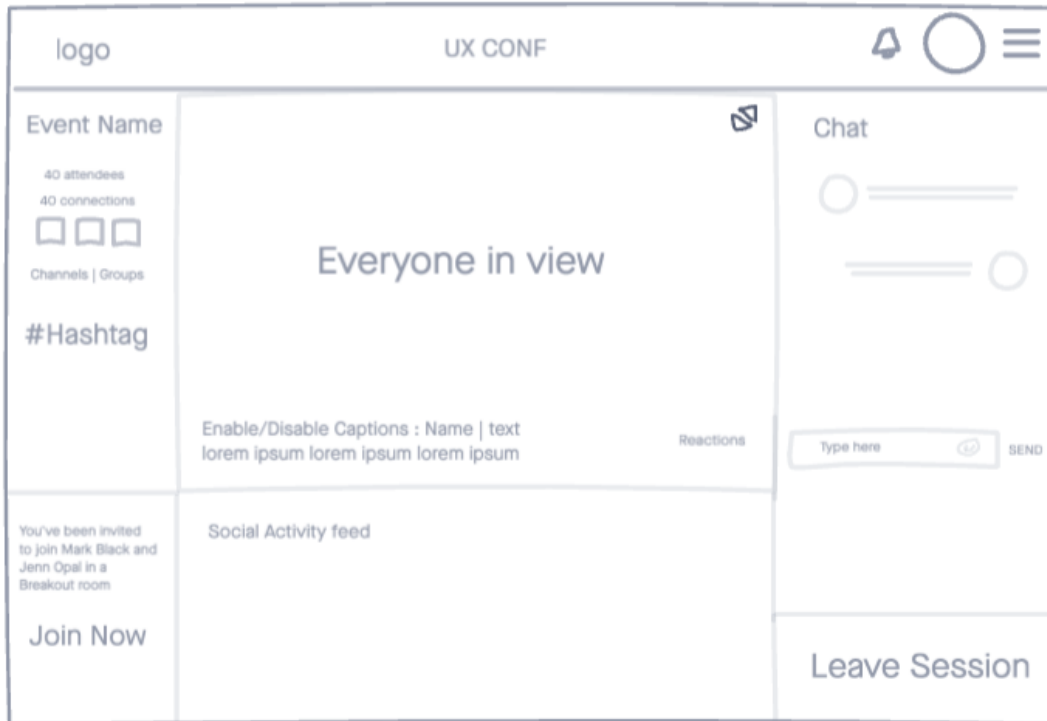 logo
UX CONF
Event Name
40 attendees
40 connections
Channels | Groups
#Hashtag
Everyone in view
Enable/Disable Captions : Name | text
lorem ipsum lorem ipsum lorem ipsum
Reactions
Chat
Type here
SEND
You've been invited
to join Mark Black and
Jenn Opal in a
Breakout room
Join Now
Social Activity feed
Leave Session